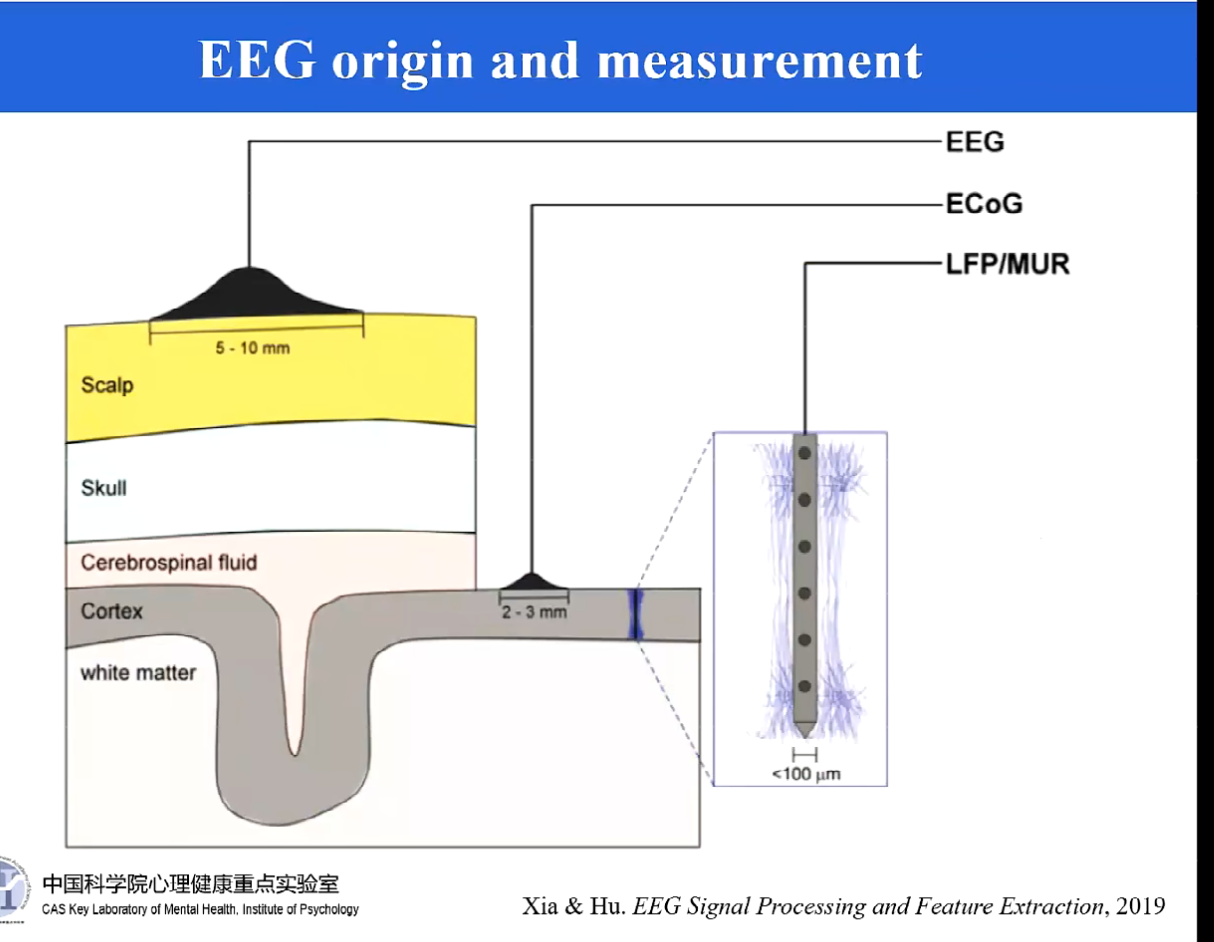 EEG origin and measurement
EEG
ECoG
LFP/MUR
5 - 10 mm
Scalp
Skull
Cerebrospinal fluid
Cortex
2 - 3 mm
white matter
<100 μm
中国科学院心理健康重点实验室
CAS Key Laboratory of Mental Health, Institute of Psychology
Xia & Hu. EEG Signal Processing and Feature Extraction, 2019